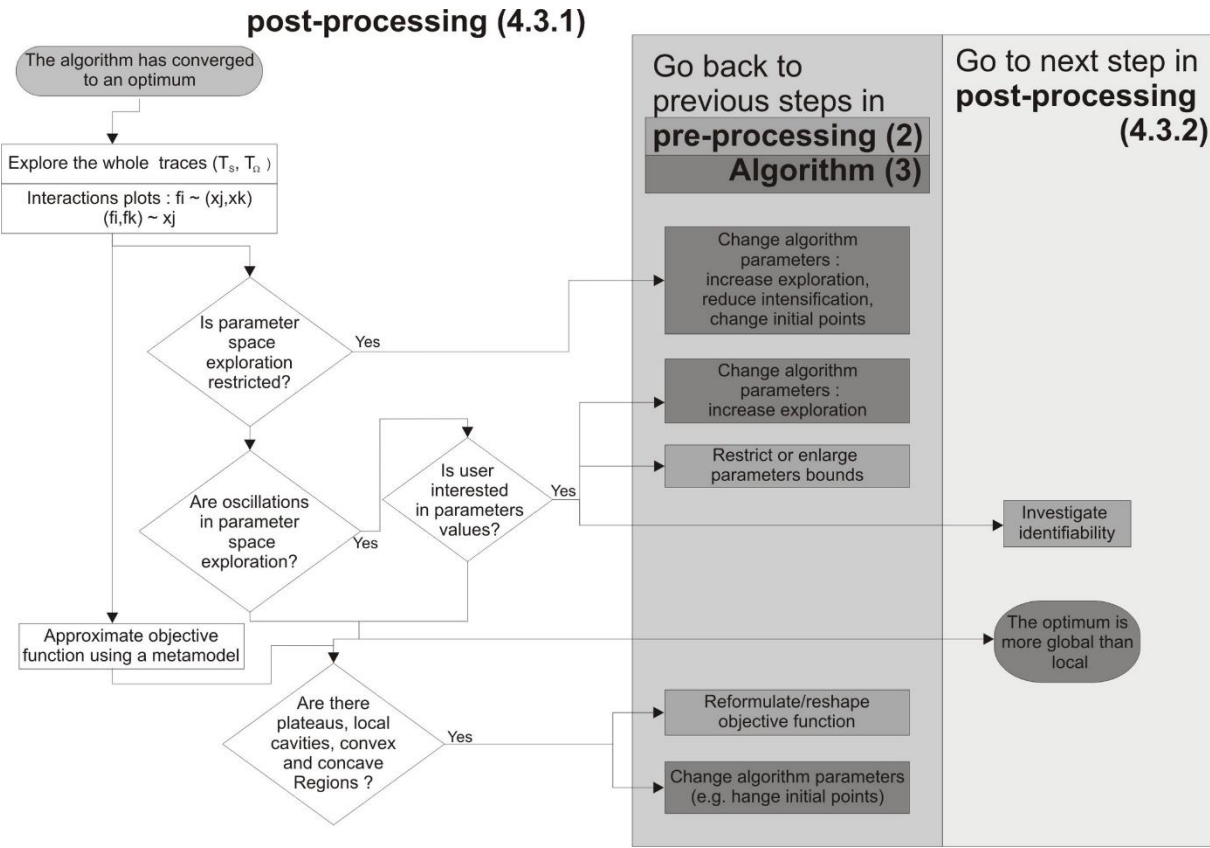 post-processing (4.3.1)
The algorithm has converged
to an optimum
Explore the whole traces (T_S, T_Ω )
Interactions plots : fi ~ (xj,xk)
(fi,fk) ~ xj
Is parameter
space
exploration
restricted?
Yes
Are oscillations
in parameter
space
exploration?
Yes
Is user
interested
in parameters
values?
Yes
Approximate objective
function using a metamodel
Are there
plateaus, local
cavities, convex
and concave
Regions ?
Yes
Go back to
previous steps in
pre-processing (2)
Algorithm (3)
Change algorithm
parameters :
increase exploration,
reduce intensification,
change initial points
Change algorithm
parameters :
increase exploration
Restrict or enlarge
parameters bounds
Reformulate/reshape
objective function
Change algorithm parameters
(e.g. hange initial points)
Go to next step in
post-processing
(4.3.2)
Investigate
identifiability
The optimum is
more global than
local